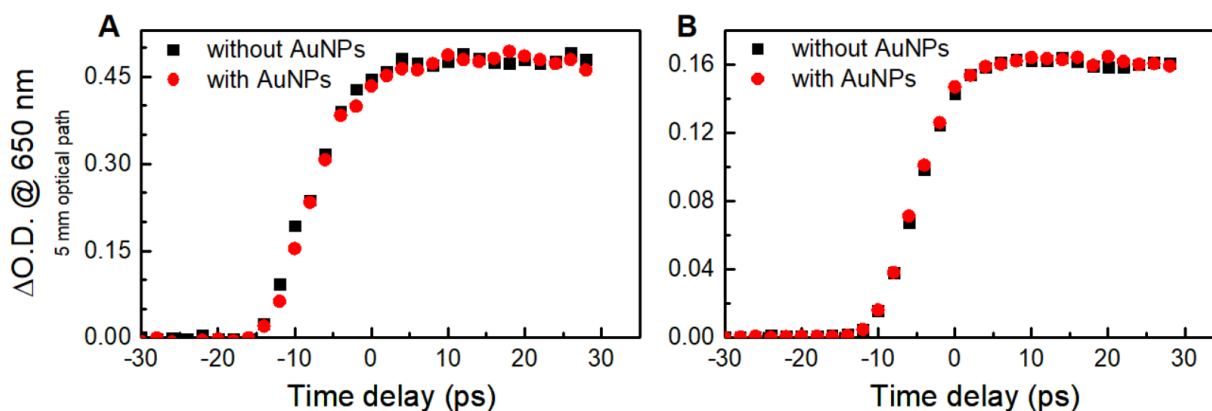 A
B
without AuNPs
with AuNPs
without AuNPs
with AuNPs
ΔO.D. @ 650 nm
5 mm optical path
0.45
0.30
0.15
0.00
0.16
0.12
0.08
0.04
0.00
-30 -20 -10 0 10 20 30
-30 -20 -10 0 10 20 30
Time delay (ps)
Time delay (ps)